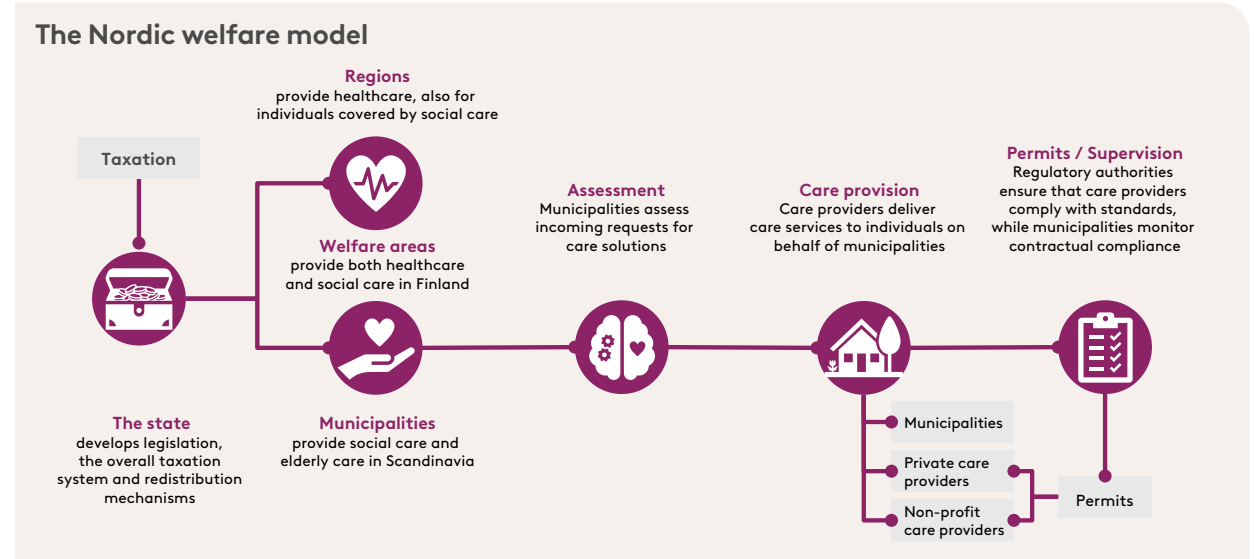 The Nordic welfare model
Taxation
The state
develops legislation,
the overall taxation
system and redistribution
mechanisms
Regions
provide healthcare, also for
individuals covered by social care
Welfare areas
provide both healthcare
and social care in Finland
Municipalities
provide social care and
elderly care in Scandinavia
Assessment
Municipalities assess
incoming requests for
care solutions
Care provision
Care providers deliver
care services to individuals on
behalf of municipalities
Municipalities
Private care
providers
Non-profit
care providers
Permits / Supervision
Regulatory authorities
ensure that care providers
comply with standards,
while municipalities monitor
contractual compliance
Permits